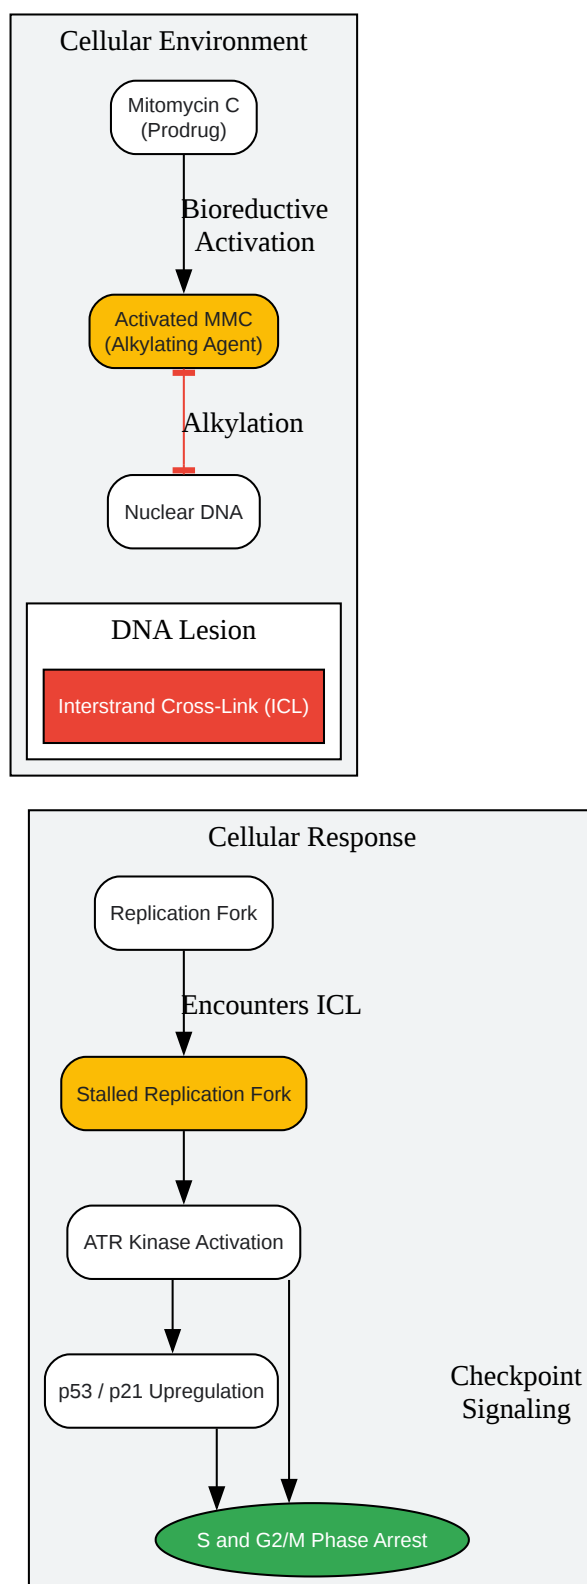 Cellular Environment
Mitomycin C
(Prodrug)
Bioreductive
Activation
Activated MMC
(Alkylating Agent)
Alkylation
Nuclear DNA
DNA Lesion
Interstrand Cross-Link (ICL)
Cellular Response
Replication Fork
Encounters ICL
Stalled Replication Fork
ATR Kinase Activation
p53 / p21 Upregulation
Checkpoint
Signaling
S and G2/M Phase Arrest